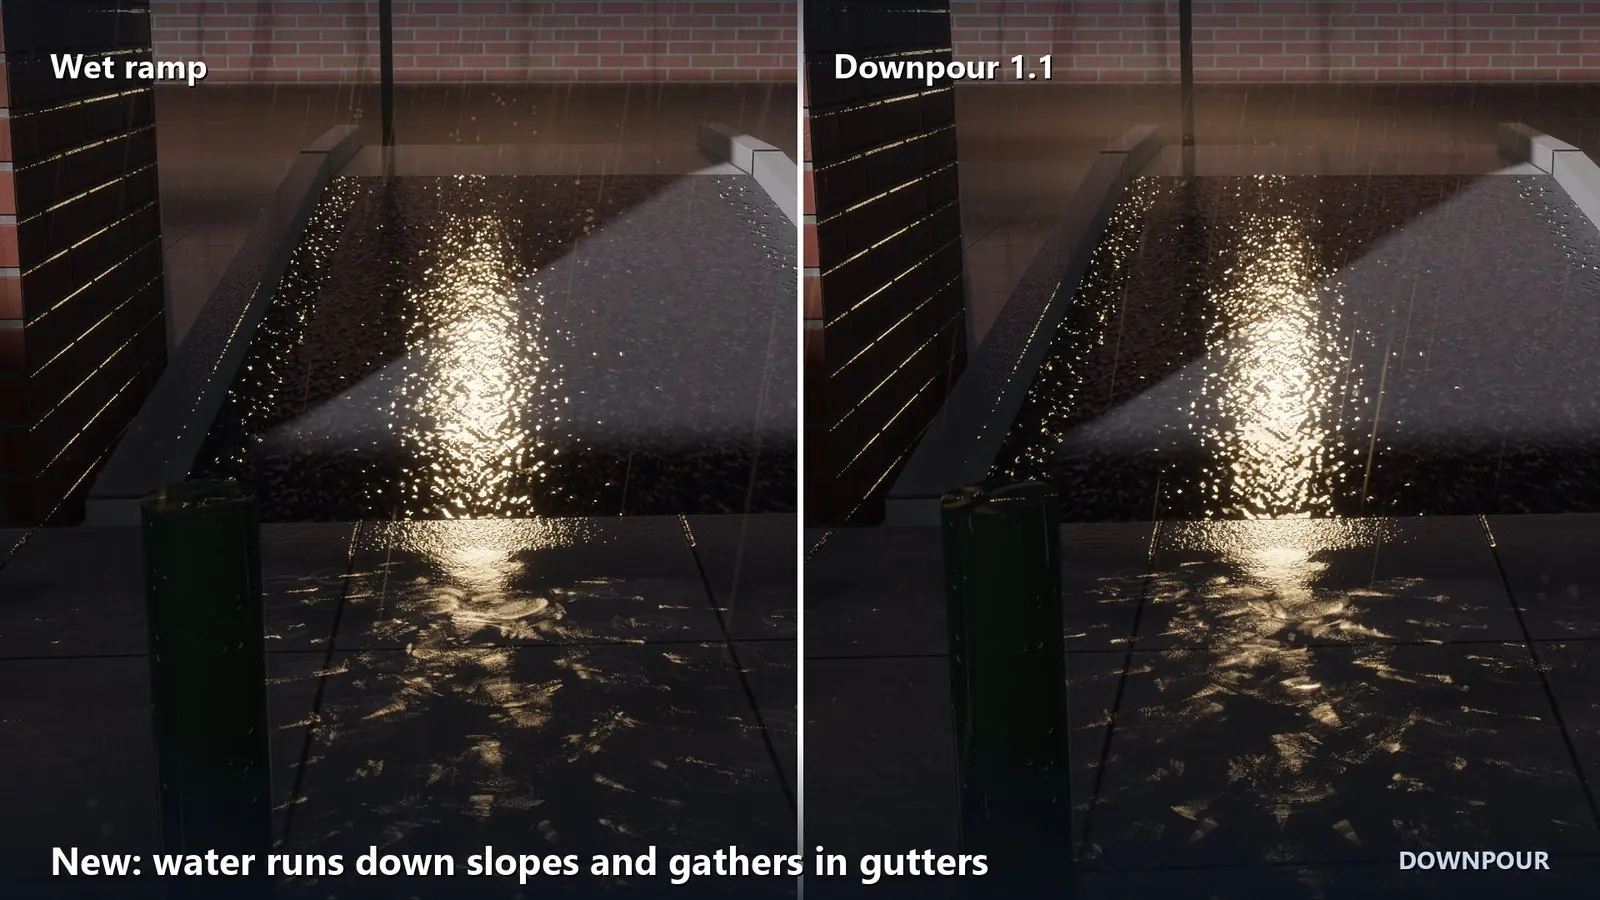 Wet ramp
Downpour 1.1
New: water runs down slopes and gathers in gutters
DOWNPOUR